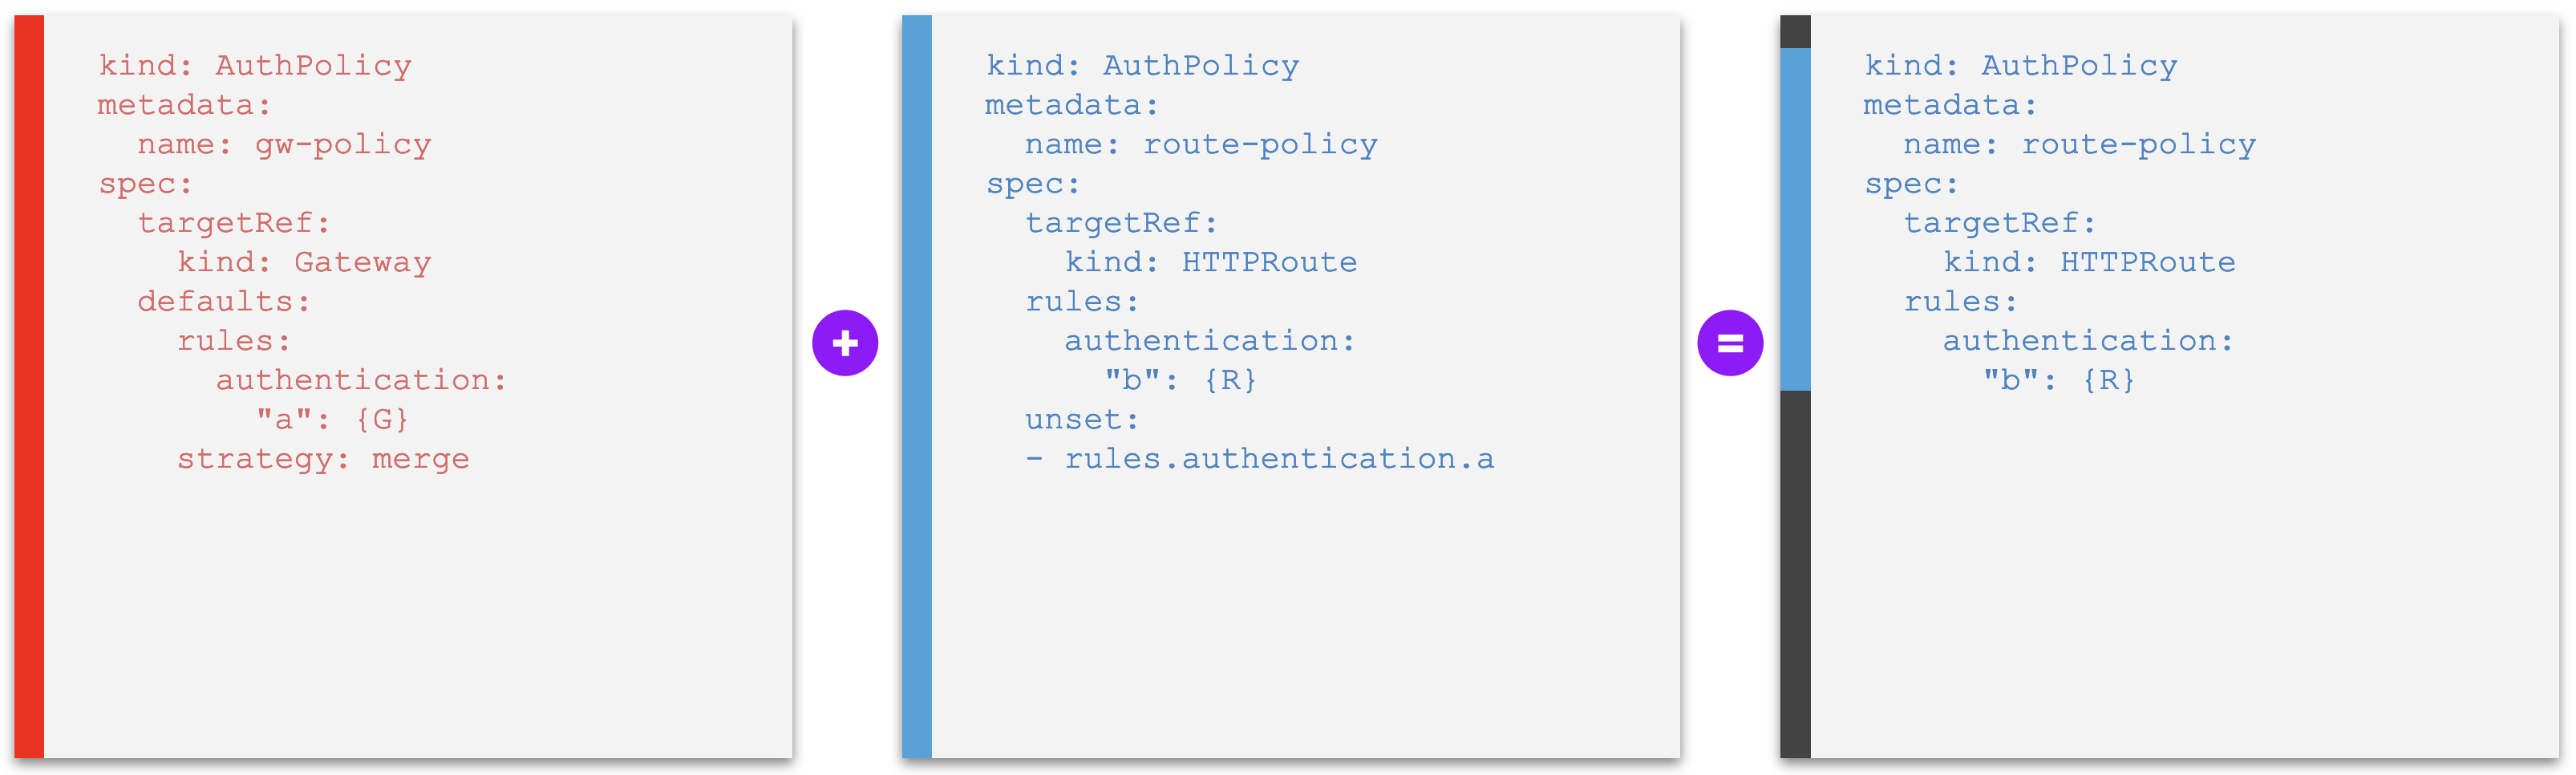 kind: AuthPolicy
metadata:
  name: gw-policy
spec:
  targetRef:
    kind: Gateway
  defaults:
    rules:
      authentication:
        "a": {G}
    strategy: merge
+
kind: AuthPolicy
metadata:
  name: route-policy
spec:
  targetRef:
    kind: HTTPRoute
  rules:
    authentication:
      "b": {R}
  unset:
  - rules.authentication.a
=
kind: AuthPolicy
metadata:
  name: route-policy
spec:
  targetRef:
    kind: HTTPRoute
  rules:
    authentication:
      "b": {R}